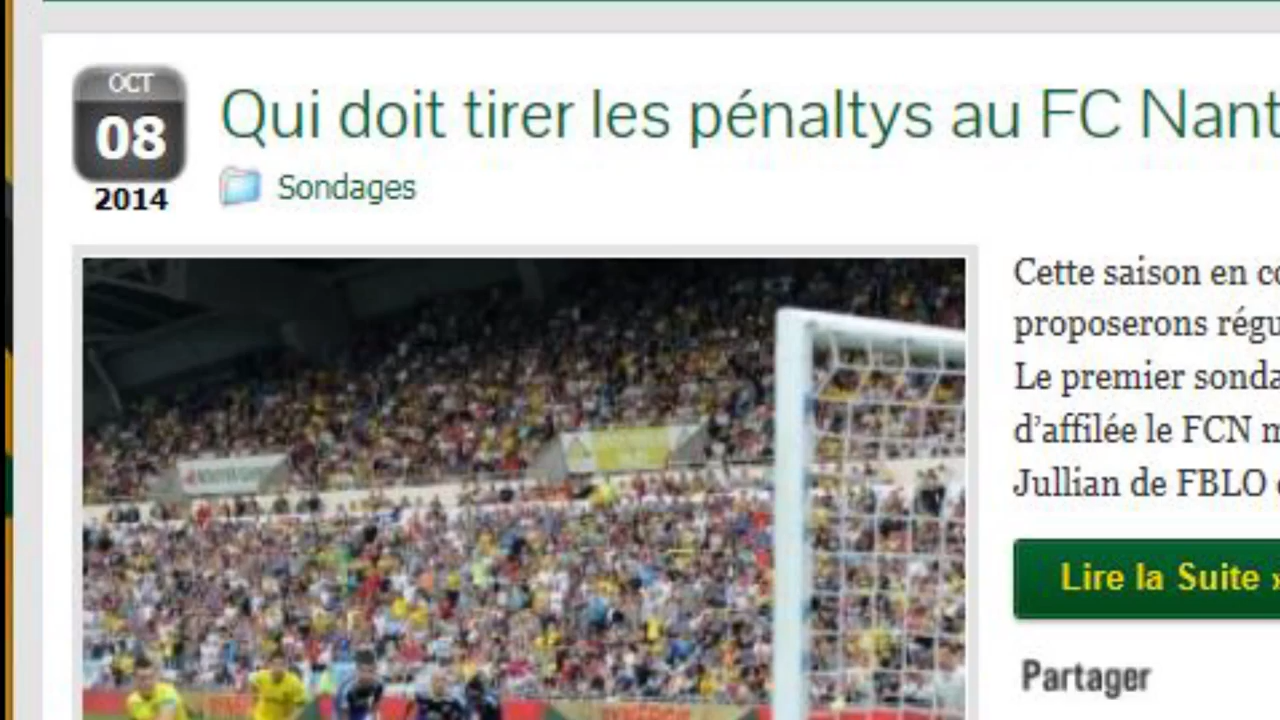 OCT
08
2014
Qui doit tirer les pénaltys au FC Nant
Sondages
Cette saison en co
proposerons régu
Le premier sonda
d'affilée le FCN m
Jullian de FBLO
Lire la Suite »
Partager